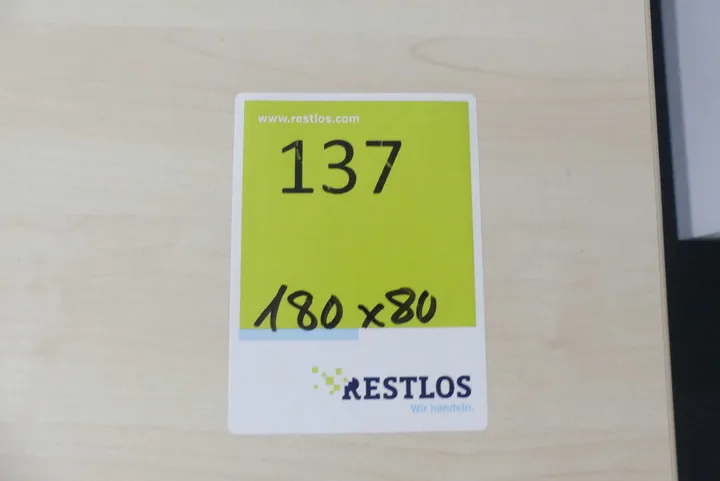 www.restlos.com
137
180 x 80
RESTLOS
Wir handeln.